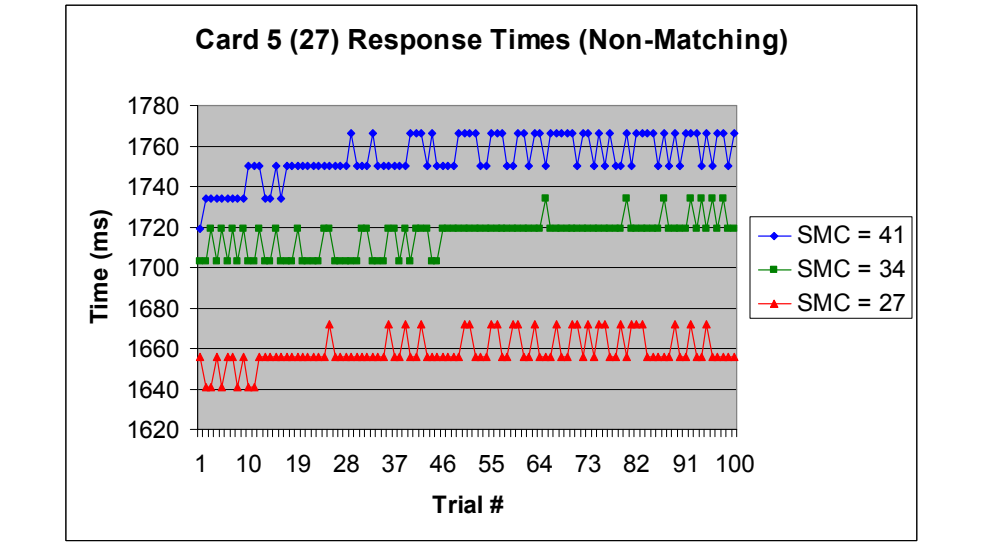 Card 5 (27) Response Times (Non-Matching)
1780
1760
1740
1720
1700
1680
1660
1640
1620
Time (ms)
1 10 19 28 37 46 55 64 73 82 91 100
Trial #
SMC = 41
SMC = 34
SMC = 27